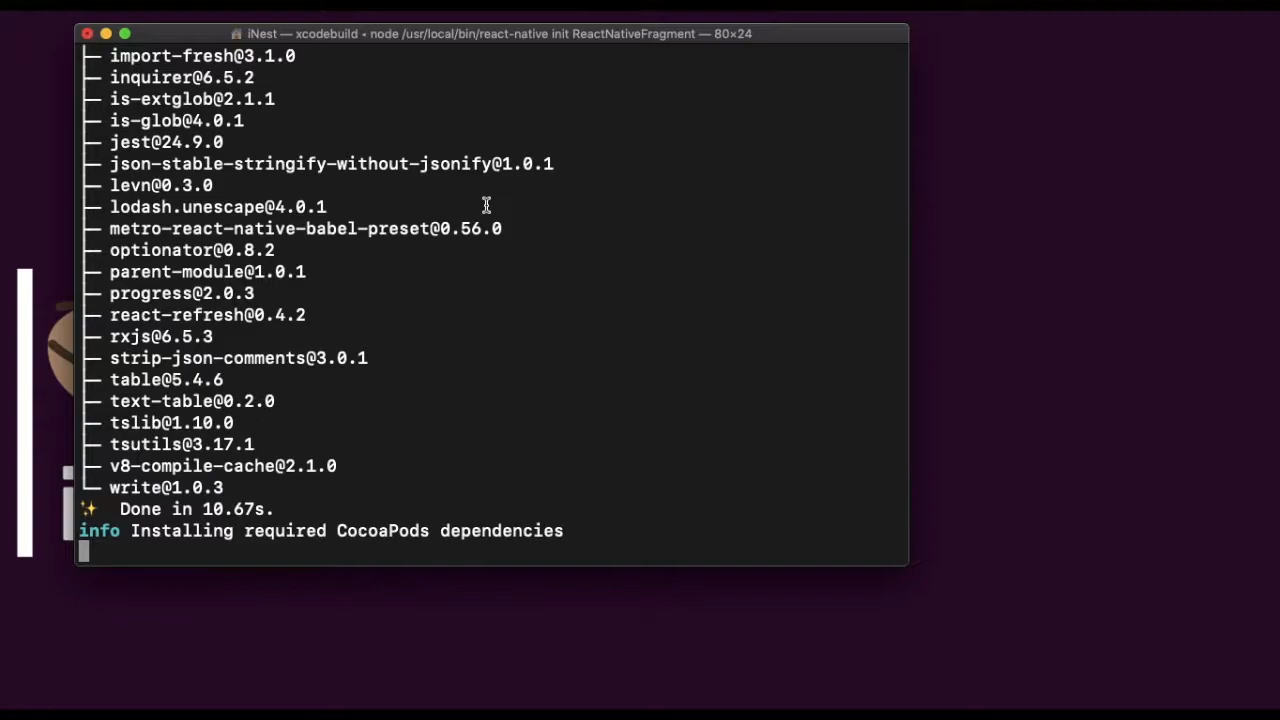 iNest — xcodebuild • node /usr/local/bin/react-native init ReactNativeFragment — 80×24
├─ import-fresh@3.1.0
├─ inquirer@6.5.2
├─ is-extglob@2.1.1
├─ is-glob@4.0.1
├─ jest@24.9.0
├─ json-stable-stringify-without-jsonify@1.0.1
├─ levn@0.3.0
├─ lodash.unescape@4.0.1
├─ metro-react-native-babel-preset@0.56.0
├─ optionator@0.8.2
├─ parent-module@1.0.1
├─ progress@2.0.3
├─ react-refresh@0.4.2
├─ rxjs@6.5.3
├─ strip-json-comments@3.0.1
├─ table@5.4.6
├─ text-table@0.2.0
├─ tslib@1.10.0
├─ tsutils@3.17.1
├─ v8-compile-cache@2.1.0
└─ write@1.0.3
✨ Done in 10.67s.
info Installing required CocoaPods dependencies